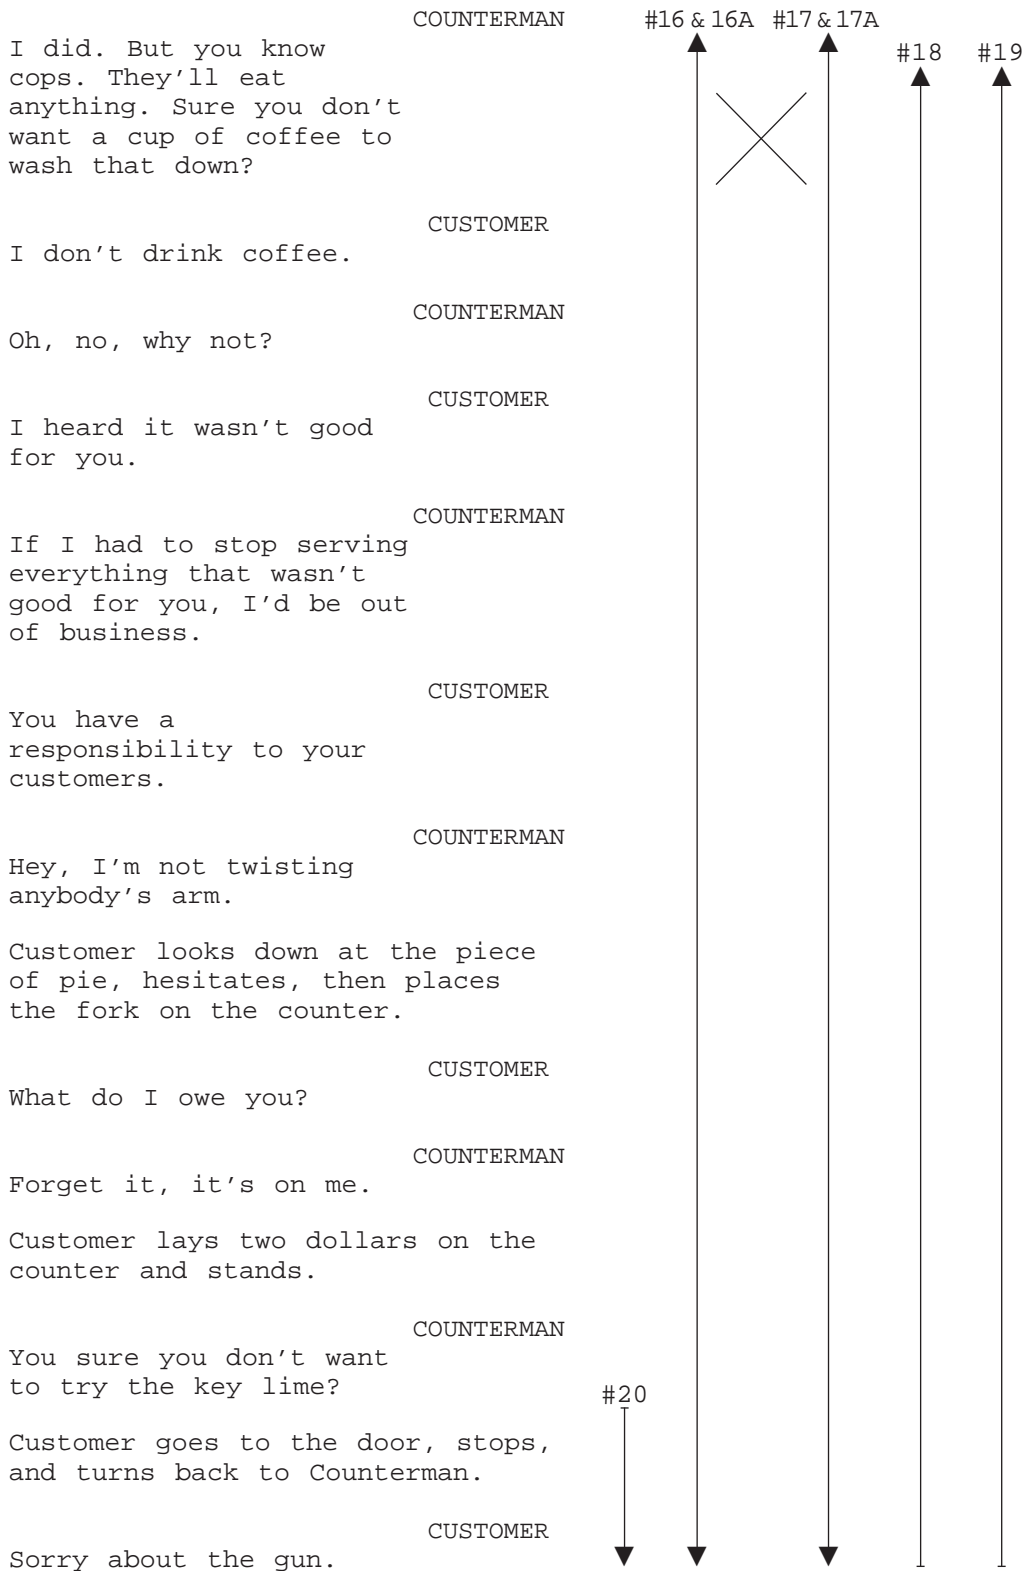 COUNTERMAN #16 & 16A #17 & 17A
I did. But you know #18 #19
cops. They'll eat
anything. Sure you don't
want a cup of coffee to
wash that down?
CUSTOMER
I don't drink coffee.
COUNTERMAN
Oh, no, why not?
CUSTOMER
I heard it wasn't good
for you.
COUNTERMAN
If I had to stop serving
everything that wasn't
good for you, I'd be out
of business.
CUSTOMER
You have a
responsibility to your
customers.
COUNTERMAN
Hey, I'm not twisting
anybody's arm.
Customer looks down at the piece
of pie, hesitates, then places
the fork on the counter.
CUSTOMER
What do I owe you?
COUNTERMAN
Forget it, it's on me.
Customer lays two dollars on the
counter and stands.
COUNTERMAN
You sure you don't want
to try the key lime? #20
Customer goes to the door, stops,
and turns back to Counterman.
CUSTOMER
Sorry about the gun.